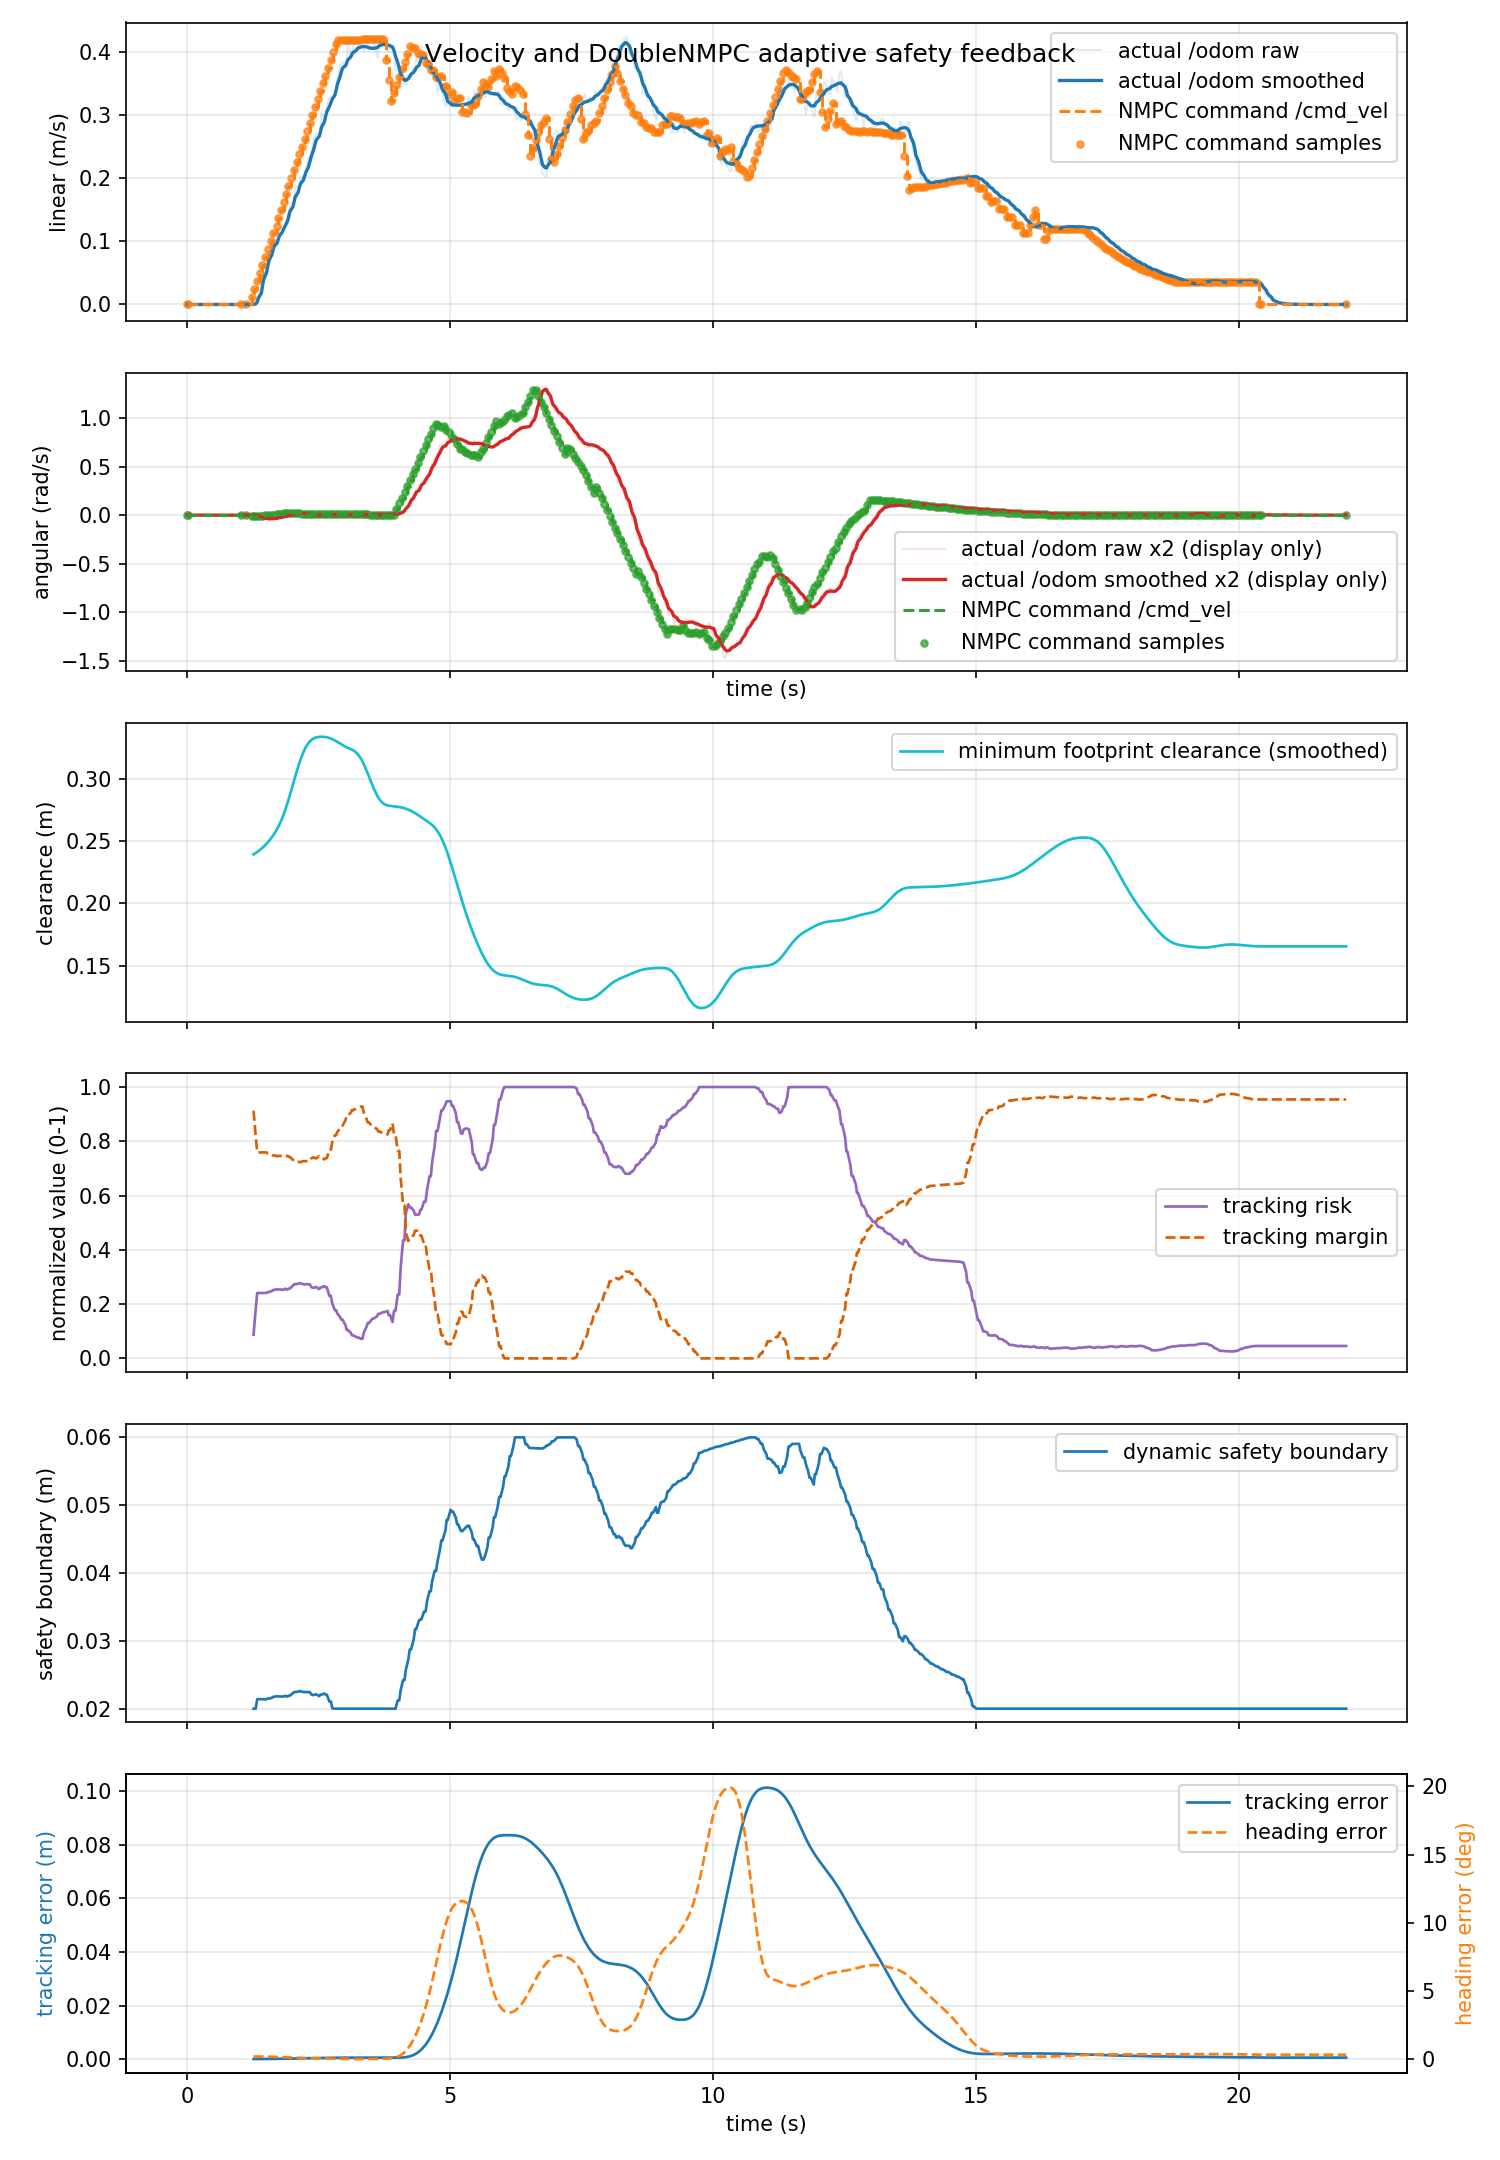 Velocity and DoubleNMPC adaptive safety feedback
linear (m/s)
0.4
0.3
0.2
0.1
0.0
actual /odom raw
actual /odom smoothed
NMPC command /cmd_vel
NMPC command samples
angular (rad/s)
1.0
0.5
0.0
−0.5
−1.0
−1.5
actual /odom raw x2 (display only)
actual /odom smoothed x2 (display only)
NMPC command /cmd_vel
NMPC command samples
time (s)
clearance (m)
0.30
0.25
0.20
0.15
minimum footprint clearance (smoothed)
normalized value (0-1)
1.0
0.8
0.6
0.4
0.2
0.0
tracking risk
tracking margin
safety boundary (m)
0.06
0.05
0.04
0.03
0.02
dynamic safety boundary
tracking error (m)
0.10
0.08
0.06
0.04
0.02
0.00
tracking error
heading error
20
15
10
5
0
heading error (deg)
0 5 10 15 20
time (s)